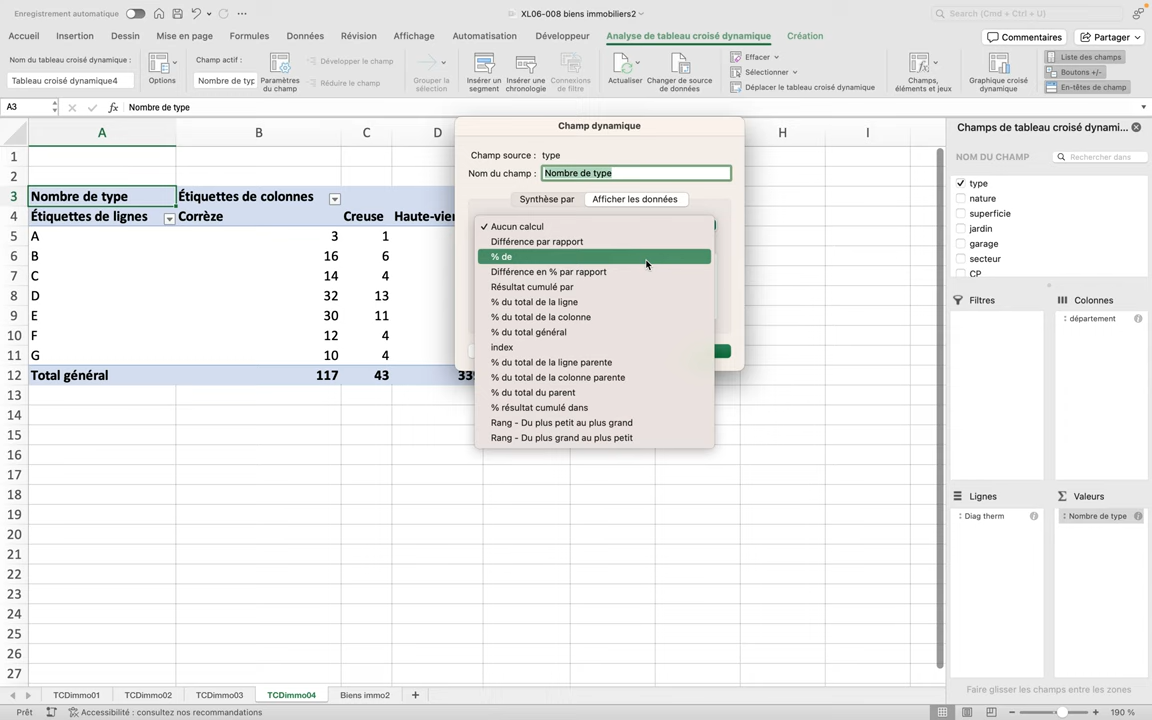 Enregistrement automatique
XL06-008 biens immobiliers2
Search (Cmd + Ctrl + U)
Accueil Insertion Dessin Mise en page Formules Données Révision Affichage Automatisation Développeur Analyse de tableau croisé dynamique Création
Commentaires Partager
Nom du tableau croisé dynamique :
Tableau croisé dynamique4
Options
Champ actif :
Nombre de typ
Paramètres
du champ
Développer le champ
Réduire le champ
Grouper la
sélection
Insérer un
segment
Insérer une
chronologie
Connexions
de filtre
Actualiser
Changer de source
de données
Effacer
Sélectionner
Déplacer le tableau croisé dynamique
Champs,
éléments et jeux
Graphique croisé
dynamique
Liste des champs
Boutons +/-
En-têtes de champ
A3 fx Nombre de type
A B C D H I
1
2
3 Nombre de type Étiquettes de colonnes
4 Étiquettes de lignes Corrèze Creuse Haute-vien
5 A 3 1
6 B 16 6
7 C 14 4
8 D 32 13
9 E 30 11
10 F 12 4
11 G 10 4
12 Total général 117 43
13
14
15
16
17
18
19
20
21
22
23
24
25
26
27
Champ dynamique
Champ source : type
Nom du champ : Nombre de type
Synthèse par Afficher les données
✓ Aucun calcul
Différence par rapport
% de
Différence en % par rapport
Résultat cumulé par
% du total de la ligne
% du total de la colonne
% du total général
index
% du total de la ligne parente
% du total de la colonne parente
% du total du parent
% résultat cumulé dans
Rang - Du plus petit au plus grand
Rang - Du plus grand au plus petit
Champs de tableau croisé dynami...
NOM DU CHAMP
Rechercher dans
type
nature
superficie
jardin
garage
secteur
CP
Filtres
Colonnes
département
Lignes
Diag therm
Valeurs
Nombre de type
Faire glisser les champs entre les zones
TCDimmo01 TCDimmo02 TCDimmo03 TCDimmo04 Biens immo2 +
Prêt Accessibilité : consultez nos recommandations
190 %